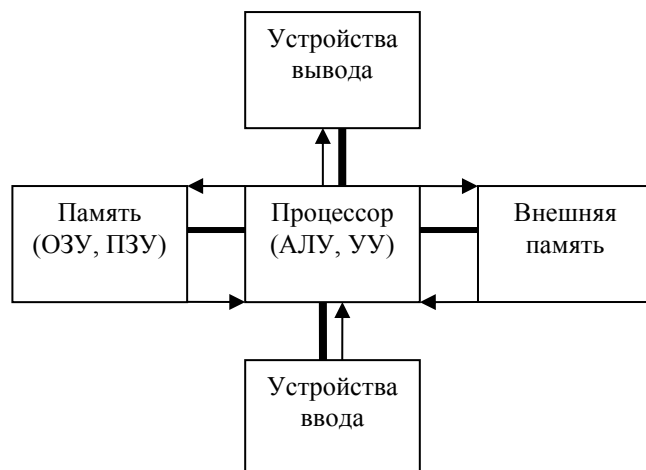 Устройства
вывода
Память
(ОЗУ, ПЗУ)
Процессор
(АЛУ, УУ)
Внешняя
память
Устройства
ввода